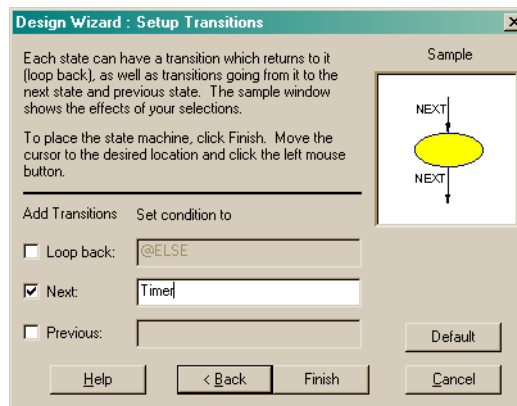 Design Wizard : Setup Transitions
Each state can have a transition which returns to it
(loop back), as well as transitions going from it to the
next state and previous state. The sample window
shows the effects of your selections.
To place the state machine, click Finish. Move the
cursor to the desired location and click the left mouse
button.
Sample
NEXT
NEXT
Add Transitions Set condition to
Loop back: @ELSE
Next: Timer
Previous:
Default
Help < Back Finish Cancel